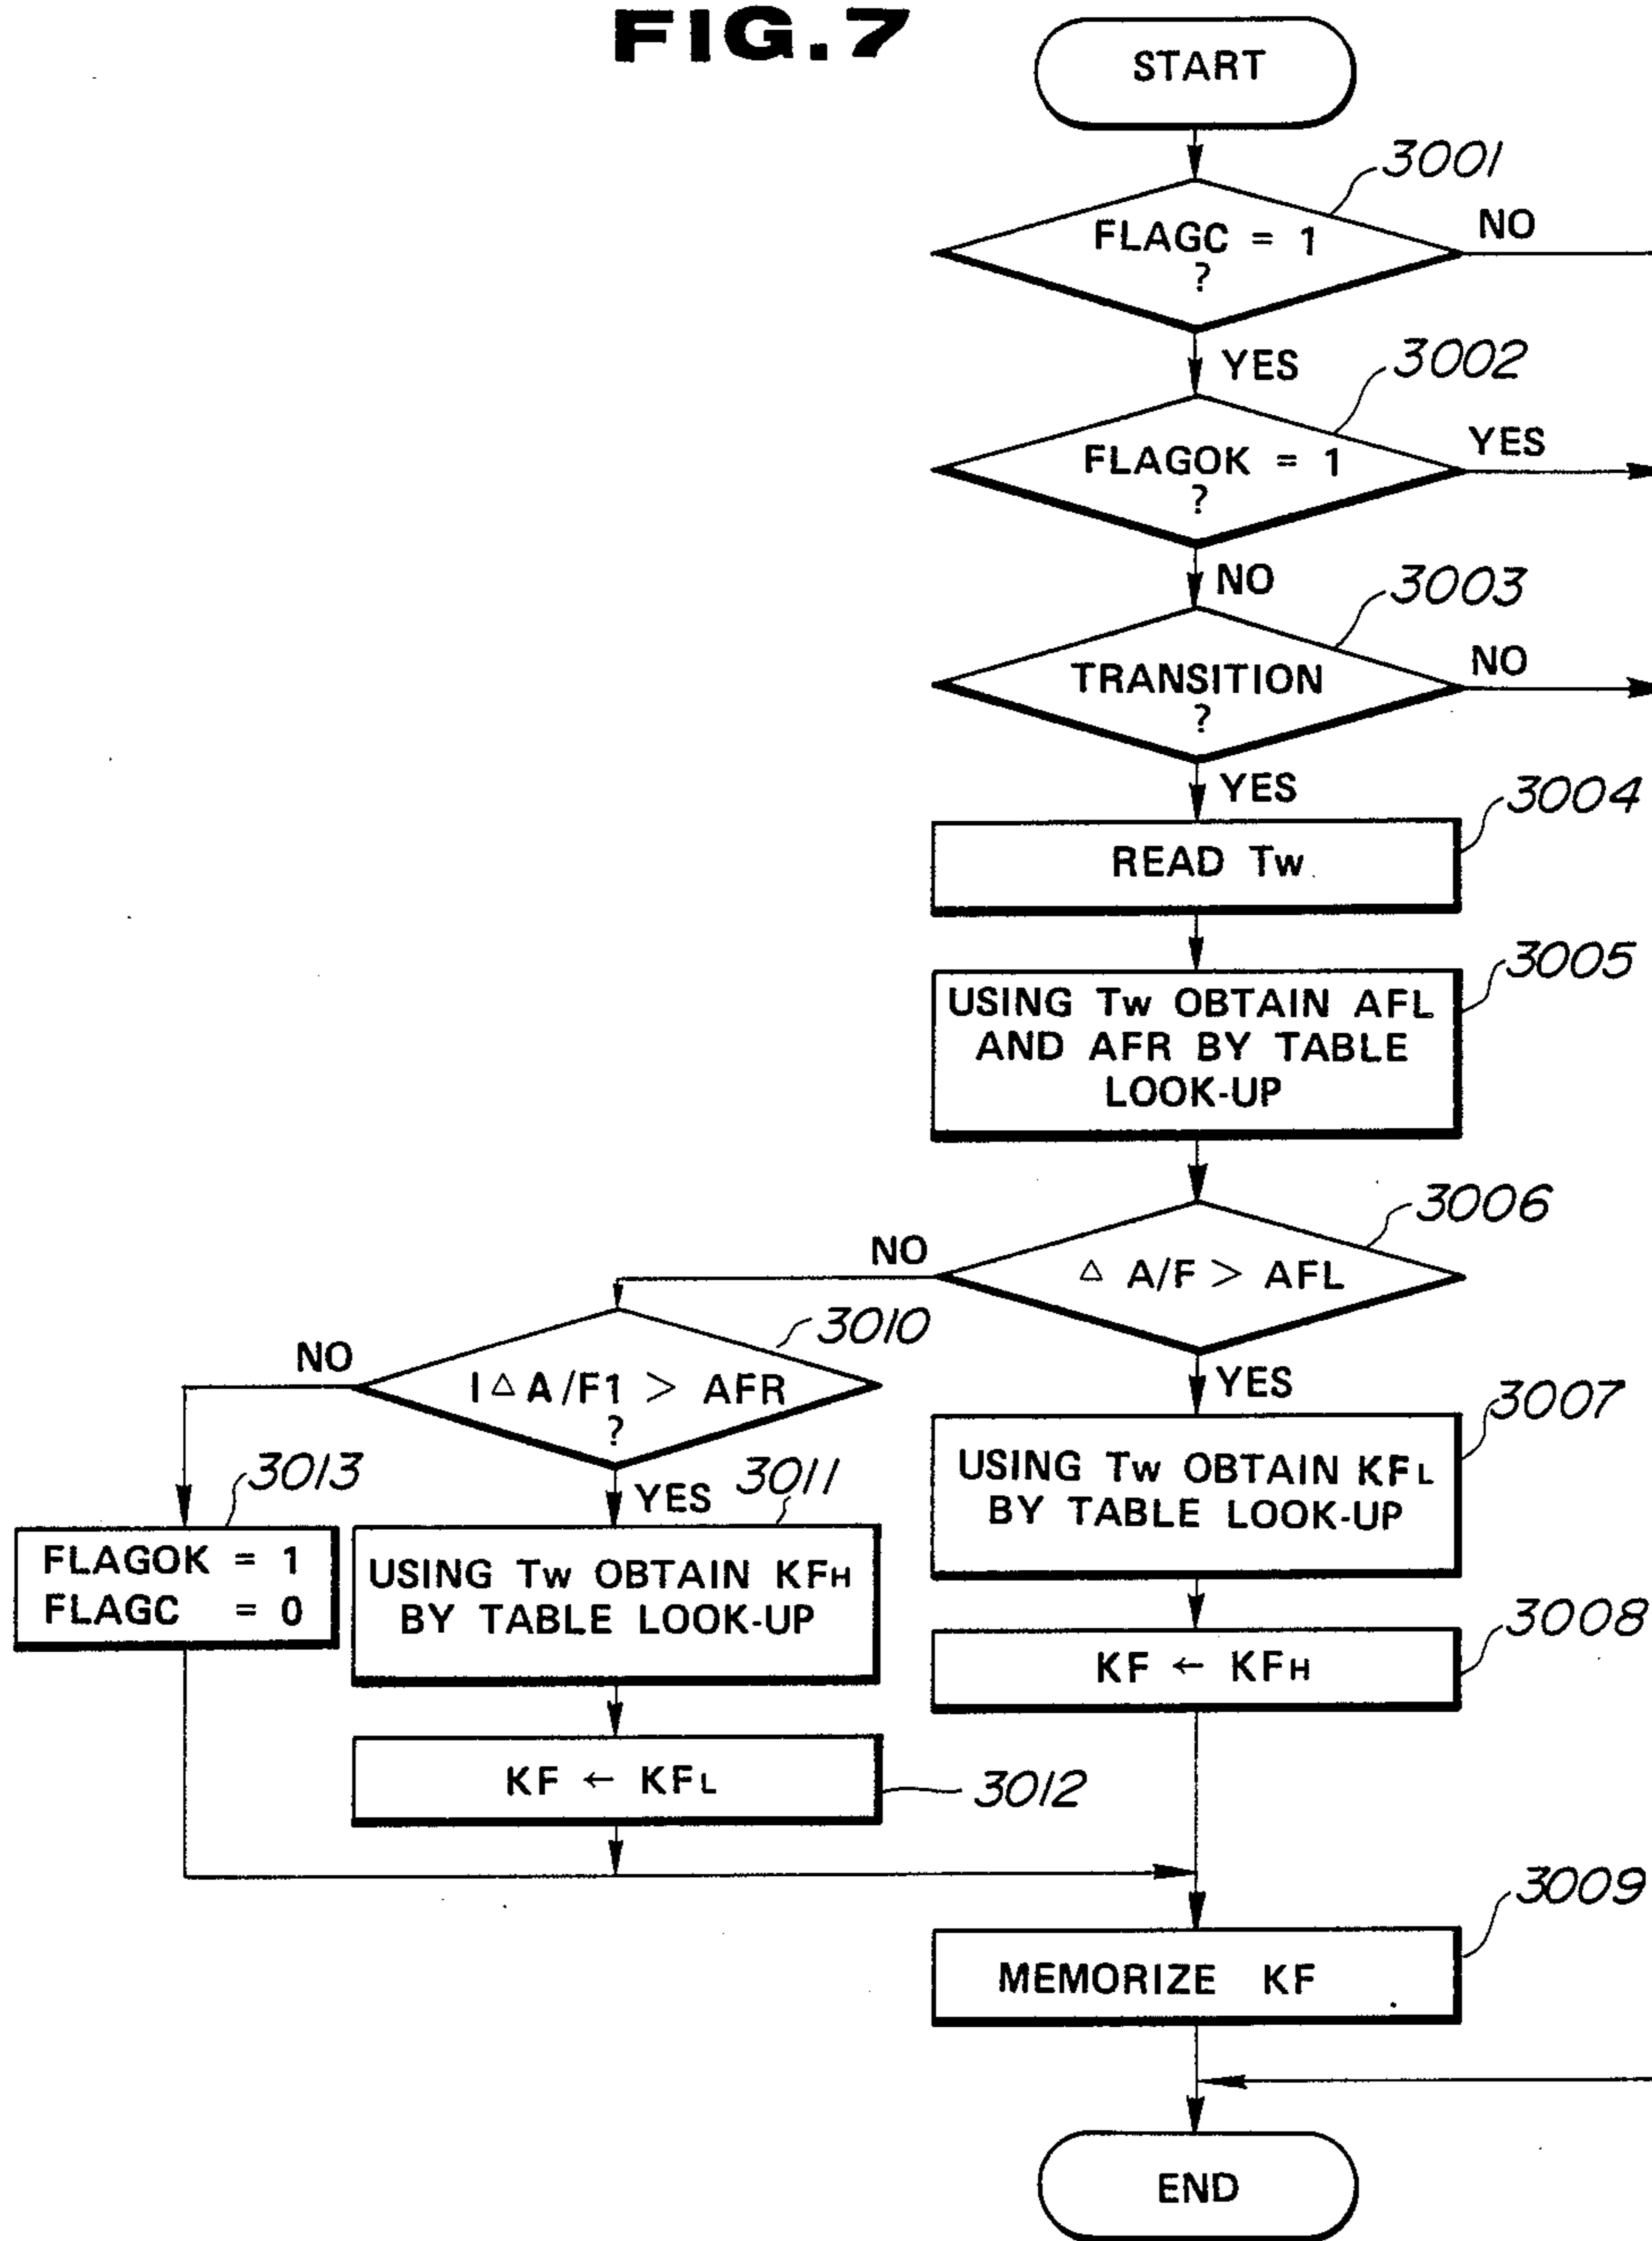 FIG.7
START
3001
FLAGC = 1
?
NO
YES
3002
FLAGOK = 1
?
YES
NO
3003
TRANSITION
?
NO
YES
3004
READ Tw
3005
USING Tw OBTAIN AFL
AND AFR BY TABLE
LOOK-UP
3006
△ A/F > AFL
NO
YES
3010
I△A/F1 > AFR
?
NO
YES
3007
USING Tw OBTAIN KFL
BY TABLE LOOK-UP
3013
FLAGOK = 1
FLAGC = 0
3011
USING Tw OBTAIN KFH
BY TABLE LOOK-UP
3008
KF ← KFH
KF ← KFL
3012
3009
MEMORIZE KF
END